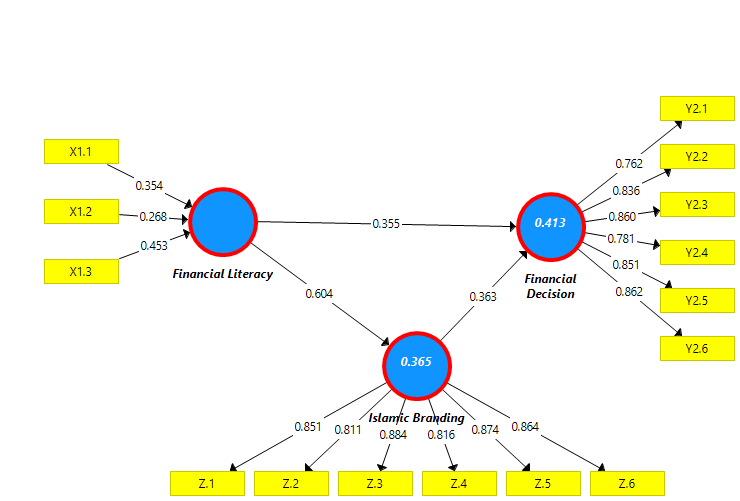 X1.1
X1.2
X1.3
0.354
0.268
0.453
Financial Literacy
0.355
0.604
0.363
0.413
Financial
Decision
0.762
0.836
0.860
0.781
0.851
0.862
Y2.1
Y2.2
Y2.3
Y2.4
Y2.5
Y2.6
0.365
Islamic Branding
0.851
0.811
0.884
0.816
0.874
0.864
Z.1
Z.2
Z.3
Z.4
Z.5
Z.6